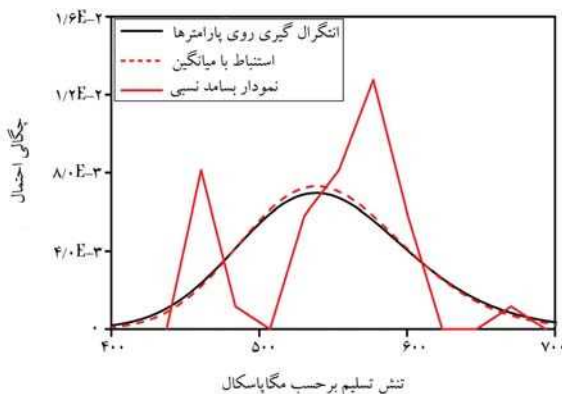 ۱/۶E-۲
۱/۲E-۲
۸/۰E-۳
۴/۰E-۳
۰
چگالی احتمال
انتگرال گیری روی پارامترها
استنباط با میانگین
نمودار بسامد نسبی
۴۰۰ ۵۰۰ ۶۰۰ ۷۰۰
تنش تسلیم برحسب مگاپاسکال